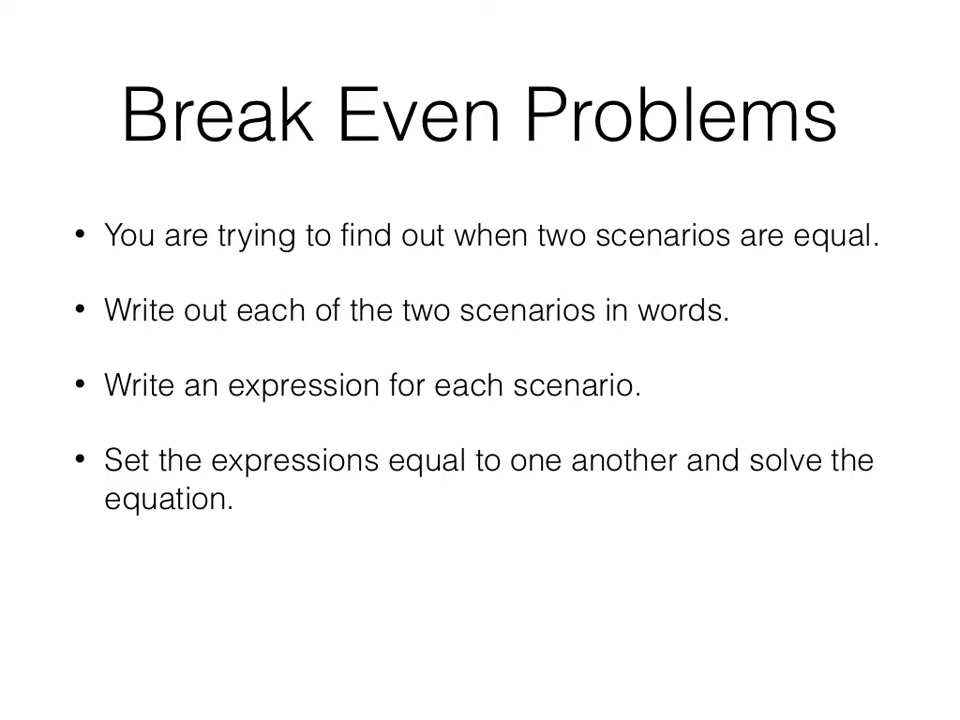 Break Even Problems
• You are trying to find out when two scenarios are equal.
• Write out each of the two scenarios in words.
• Write an expression for each scenario.
• Set the expressions equal to one another and solve the
equation.